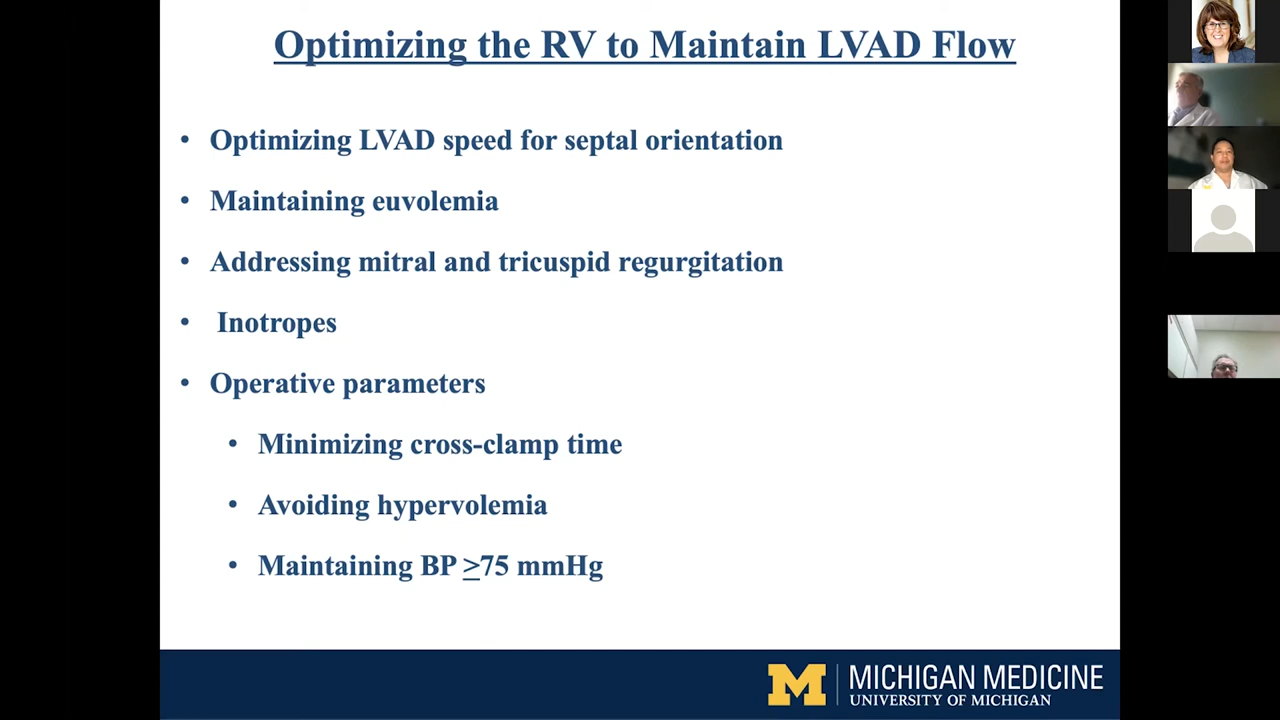 Optimizing the RV to Maintain LVAD Flow
• Optimizing LVAD speed for septal orientation
• Maintaining euvolemia
• Addressing mitral and tricuspid regurgitation
• Inotropes
• Operative parameters
• Minimizing cross-clamp time
• Avoiding hypervolemia
• Maintaining BP ≥75 mmHg
M MICHIGAN MEDICINE
UNIVERSITY OF MICHIGAN